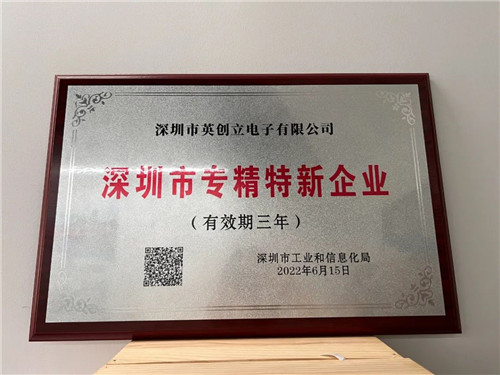 深圳市英创立电子有限公司
深圳市专精特新企业
（有效期三年）
深圳市工业和信息化局
2022年6月15日